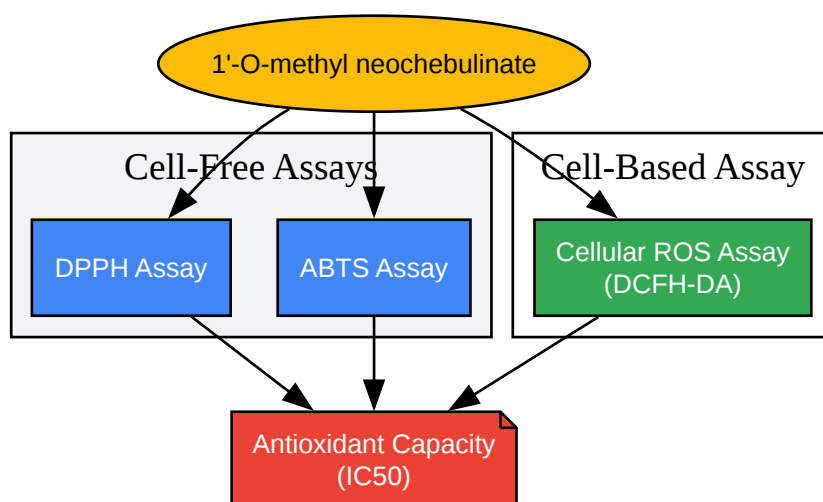 1'-O-methyl neochebulinate
Cell-Free Assays
Cell-Based Assay
DPPH Assay
ABTS Assay
Cellular ROS Assay
(DCFH-DA)
Antioxidant Capacity
(IC50)